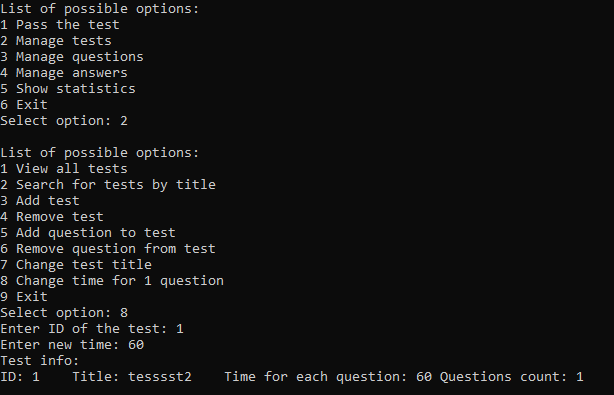 List of possible options:
1 Pass the test
2 Manage tests
3 Manage questions
4 Manage answers
5 Show statistics
6 Exit
Select option: 2

List of possible options:
1 View all tests
2 Search for tests by title
3 Add test
4 Remove test
5 Add question to test
6 Remove question from test
7 Change test title
8 Change time for 1 question
9 Exit
Select option: 8
Enter ID of the test: 1
Enter new time: 60
Test info:
ID: 1    Title: tesssst2    Time for each question: 60 Questions count: 1